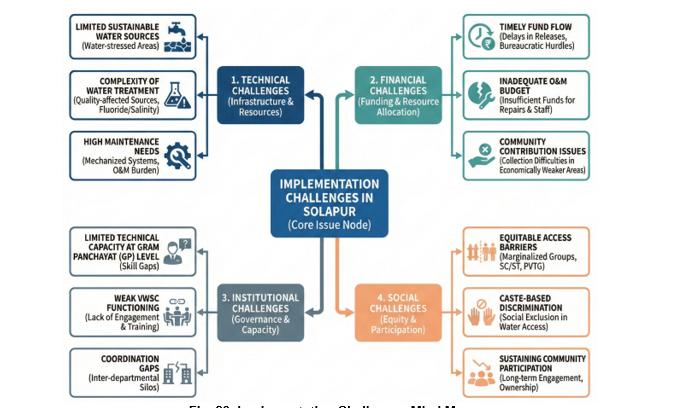 LIMITED SUSTAINABLE
WATER SOURCES
(Water-stressed Areas)
COMPLEXITY OF
WATER TREATMENT
(Quality-affected Sources,
Fluoride/Salinity)
HIGH MAINTENANCE
NEEDS
(Mechanized Systems,
O&M Burden)
1. TECHNICAL
CHALLENGES
(Infrastructure &
Resources)
2. FINANCIAL
CHALLENGES
(Funding & Resource
Allocation)
TIMELY FUND FLOW
(Delays in Releases,
Bureaucratic Hurdles)
INADEQUATE O&M
BUDGET
(Insufficient Funds for
Repairs & Staff)
COMMUNITY
CONTRIBUTION ISSUES
(Collection Difficulties in
Economically Weaker Areas)
IMPLEMENTATION
CHALLENGES IN
SOLAPUR
(Core Issue Node)
LIMITED TECHNICAL
CAPACITY AT GRAM
PANCHAYAT (GP) LEVEL
(Skill Gaps)
WEAK VWSC
FUNCTIONING
(Lack of Engagement
& Training)
COORDINATION
GAPS
(Inter-departmental
Silos)
3. INSTITUTIONAL
CHALLENGES
(Governance &
Capacity)
4. SOCIAL
CHALLENGES
(Equity &
Participation)
EQUITABLE ACCESS
BARRIERS
(Marginalized Groups,
SC/ST, PVTG)
CASTE-BASED
DISCRIMINATION
(Social Exclusion in
Water Access)
SUSTAINING COMMUNITY
PARTICIPATION
(Long-term Engagement,
Ownership)